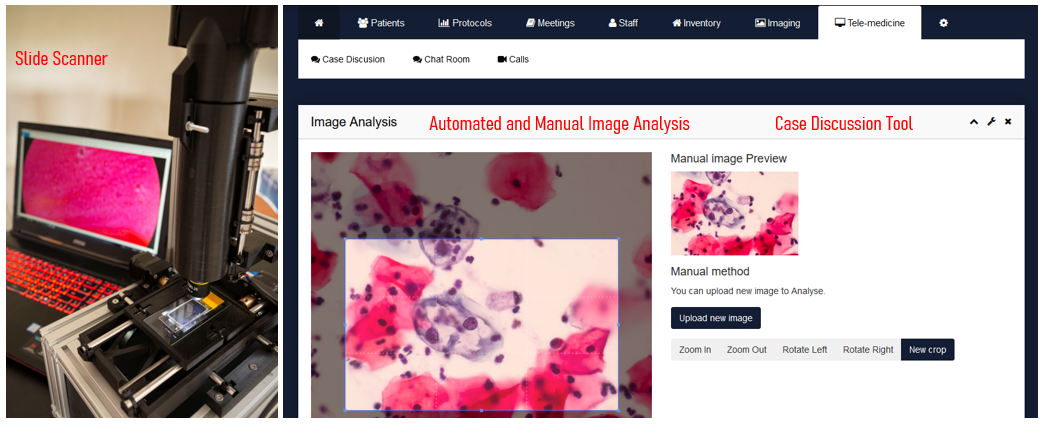 Slide Scanner
Patients Protocols Meetings Staff Inventory Imaging Tele-medicine
Case Discusion Chat Room Calls
Image Analysis Automated and Manual Image Analysis Case Discussion Tool
Manual image Preview
Manual method
You can upload new image to Analyse.
Upload new image
Zoom In Zoom Out Rotate Left Rotate Right New crop